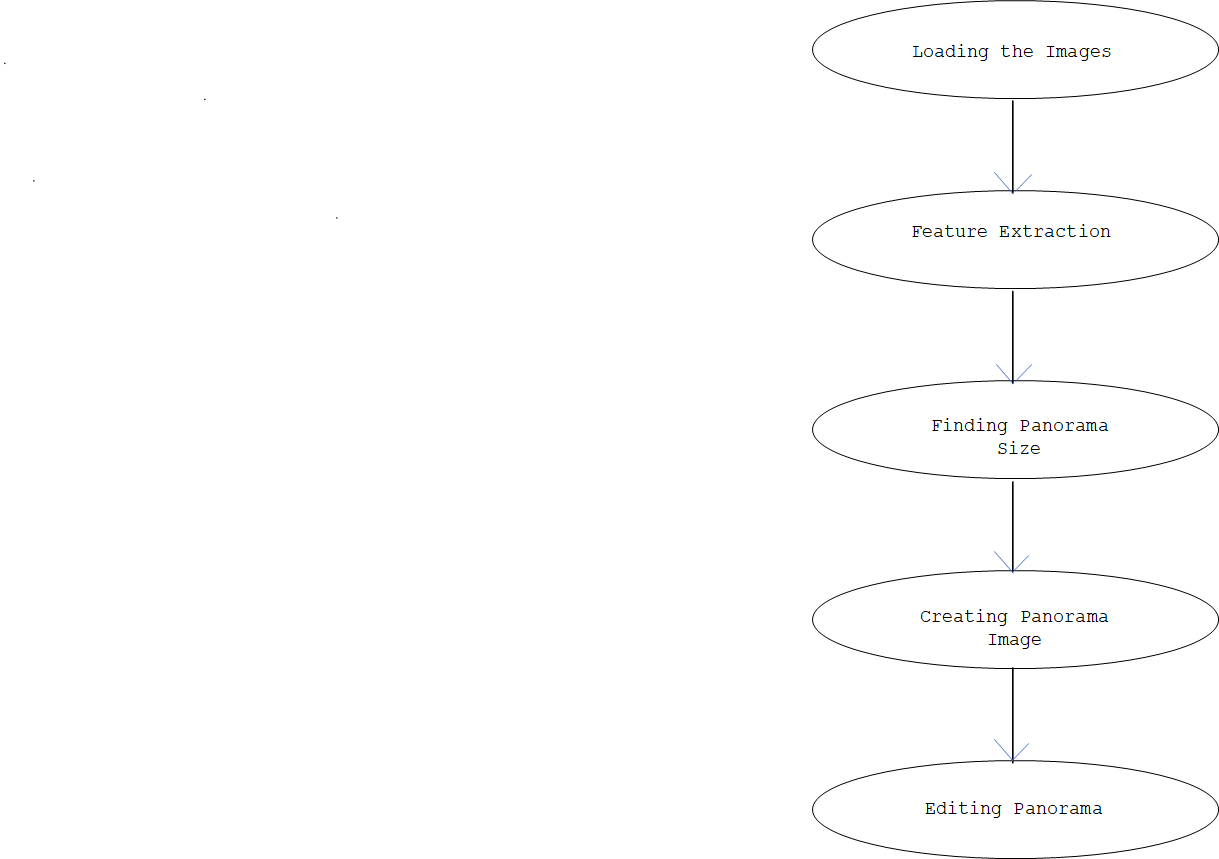 Loading the Images
Feature Extraction
Finding Panorama
Size
Creating Panorama
Image
Editing Panorama